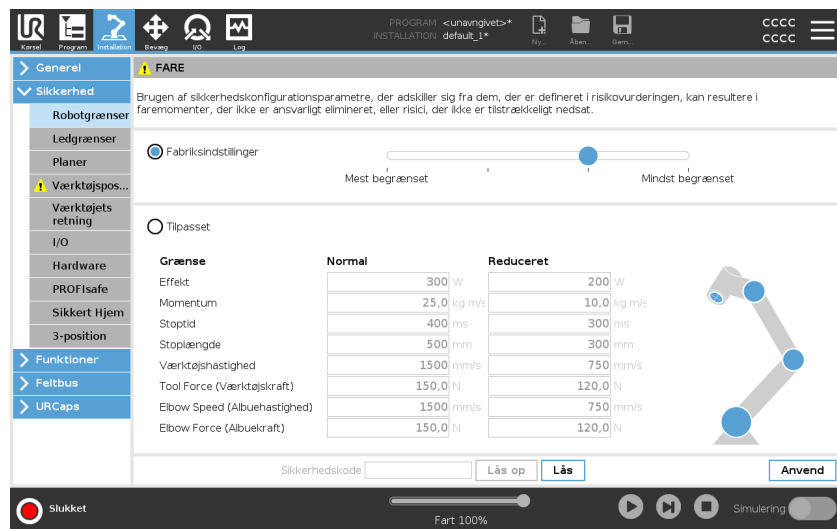 UR
PROGRAM <unavngivet>*
INSTALLATION default_1*
Kørsel Program Installation Bevæg I/O Log
Ny... Åben... Gem...
CCCC
CCCC
Generel
Sikkerhed
Robotgrænser
Ledgrænser
Planer
Værktøjspos...
Værktøjets
retning
I/O
Hardware
PROFIsafe
Sikkert Hjem
3-position
Funktioner
Feltbus
URCaps
FARE
Brugen af sikkerhedskonfigurationsparametre, der adskiller sig fra dem, der er defineret i risikovurderingen, kan resultere i
faremomenter, der ikke er ansvarligt elimineret, eller risici, der ikke er tilstrækkeligt nedsat.
Fabriksindstillinger
Mest begrænset Mindst begrænset
Tilpasset
Grænse Normal Reduceret
Effekt 300 W 200 W
Momentum 25,0 kg m/s 10,0 kg m/s
Stoptid 400 ms 300 ms
Stoplængde 500 mm 300 mm
Værktøjshastighed 1500 mm/s 750 mm/s
Tool Force (Værktøjskraft) 150,0 N 120,0 N
Elbow Speed (Albuehastighed) 1500 mm/s 750 mm/s
Elbow Force (Albuekraft) 150,0 N 120,0 N
Sikkerhedskode Lås op Lås Anvend
Slukket
Fart 100%
Simulering